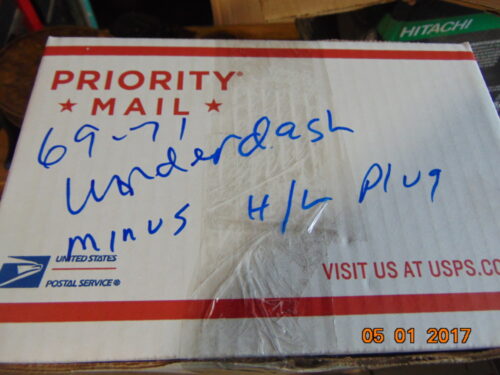 HITACHI
PRIORITY®
★ MAIL ★
69-71
Underdash
minus H/L Plug
UNITED STATES
POSTAL SERVICE®
VISIT US AT USPS.CO
05 01 2017